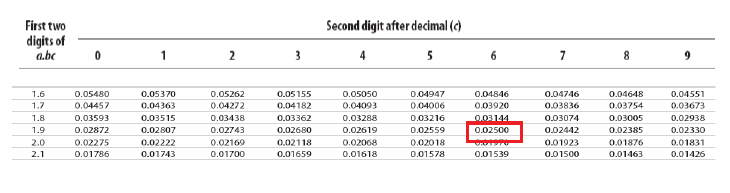 First two Second digit after decimal (c)
digits of
a.bc 0 1 2 3 4 5 6 7 8 9
1.6 0.05480 0.05370 0.05262 0.05155 0.05050 0.04947 0.04846 0.04746 0.04648 0.04551
1.7 0.04457 0.04363 0.04272 0.04182 0.04093 0.04006 0.03920 0.03836 0.03754 0.03673
1.8 0.03593 0.03515 0.03438 0.03362 0.03288 0.03216 0.03144 0.03074 0.03005 0.02938
1.9 0.02872 0.02807 0.02743 0.02680 0.02619 0.02559 0.02500 0.02442 0.02385 0.02330
2.0 0.02275 0.02222 0.02169 0.02118 0.02068 0.02018 0.01970 0.01923 0.01876 0.01831
2.1 0.01786 0.01743 0.01700 0.01659 0.01618 0.01578 0.01539 0.01500 0.01463 0.01426